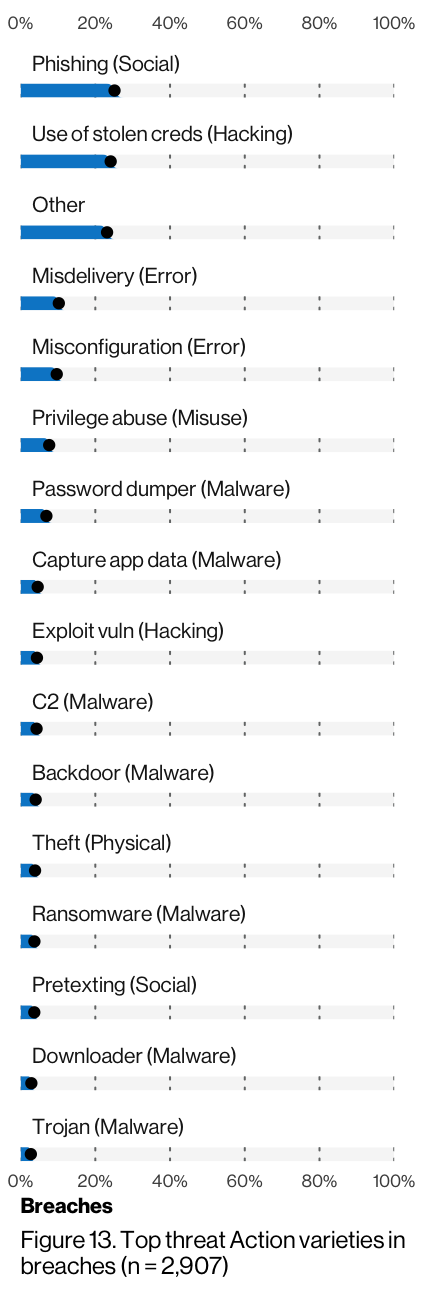 0% 20% 40% 60% 80% 100%
Phishing (Social)
Use of stolen creds (Hacking)
Other
Misdelivery (Error)
Misconfiguration (Error)
Privilege abuse (Misuse)
Password dumper (Malware)
Capture app data (Malware)
Exploit vuln (Hacking)
C2 (Malware)
Backdoor (Malware)
Theft (Physical)
Ransomware (Malware)
Pretexting (Social)
Downloader (Malware)
Trojan (Malware)
0% 20% 40% 60% 80% 100%
Breaches
Figure 13. Top threat Action varieties in
breaches (n = 2,907)